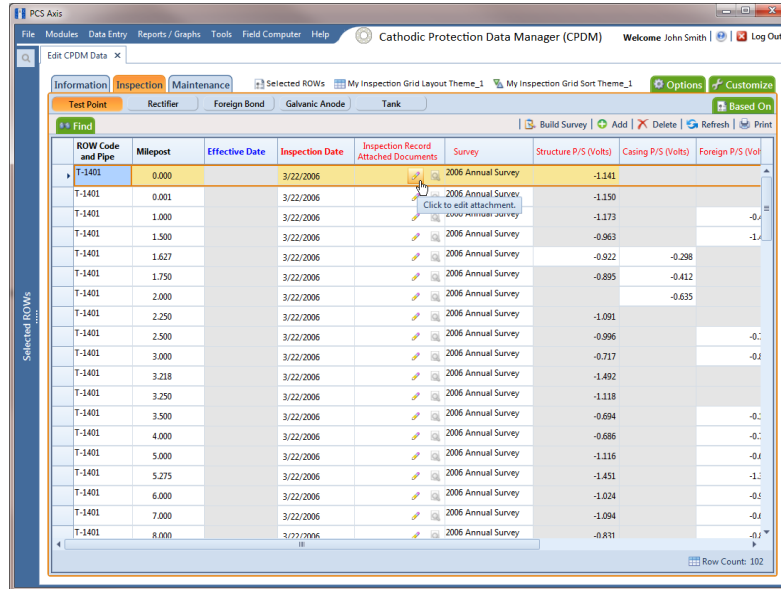 PCS Axis
File Modules Data Entry Reports / Graphs Tools Field Computer Help Cathodic Protection Data Manager (CPDM) Welcome John Smith | Log Out
Edit CPDM Data ×
Information Inspection Maintenance Selected ROWs My Inspection Grid Layout Theme_1 My Inspection Grid Sort Theme_1 Options Customize
Test Point Rectifier Foreign Bond Galvanic Anode Tank Based On
Find Build Survey | Add | Delete | Refresh | Print
ROW Code and Pipe Milepost Effective Date Inspection Date Inspection Record Attached Documents Survey Structure P/S (Volts) Casing P/S (Volts) Foreign P/S (Vol
T-1401 0.000 3/22/2006 2006 Annual Survey -1.141
T-1401 0.001 3/22/2006 2006 Annual Survey -1.150
Click to edit attachment.
T-1401 1.000 3/22/2006 2006 Annual Survey -1.173
T-1401 1.500 3/22/2006 2006 Annual Survey -0.963
T-1401 1.627 3/22/2006 2006 Annual Survey -0.922 -0.298
T-1401 1.750 3/22/2006 2006 Annual Survey -0.895 -0.412
T-1401 2.000 3/22/2006 2006 Annual Survey -0.635
T-1401 2.250 3/22/2006 2006 Annual Survey -1.091
T-1401 2.500 3/22/2006 2006 Annual Survey -0.996
T-1401 3.000 3/22/2006 2006 Annual Survey -0.717
T-1401 3.218 3/22/2006 2006 Annual Survey -1.492
T-1401 3.250 3/22/2006 2006 Annual Survey -1.118
T-1401 3.500 3/22/2006 2006 Annual Survey -0.694
T-1401 4.000 3/22/2006 2006 Annual Survey -0.686
T-1401 5.000 3/22/2006 2006 Annual Survey -1.116
T-1401 5.275 3/22/2006 2006 Annual Survey -1.451
T-1401 6.000 3/22/2006 2006 Annual Survey -1.024
T-1401 7.000 3/22/2006 2006 Annual Survey -1.094
T-1401 8.000 3/22/2006 2006 Annual Survey -0.831
Selected ROWs
Row Count: 102